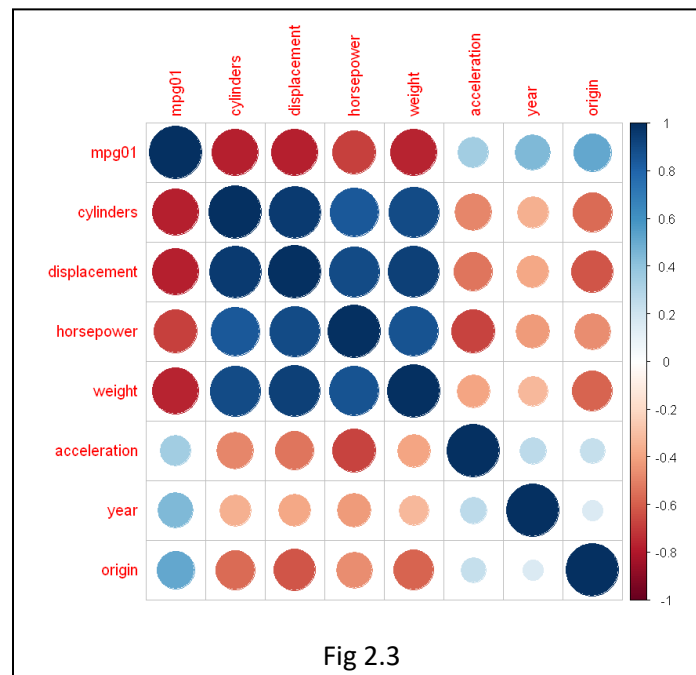 mpg01 cylinders displacement horsepower weight acceleration year origin
mpg01
cylinders
displacement
horsepower
weight
acceleration
year
origin
1
0.8
0.6
0.4
0.2
0
-0.2
-0.4
-0.6
-0.8
-1
Fig 2.3